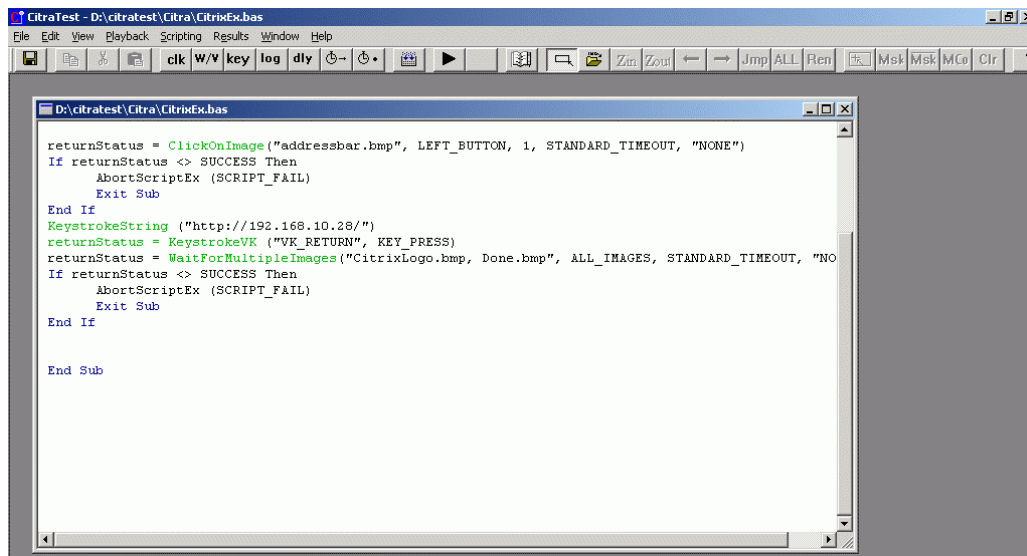 CitraTest - D:\citratest\Citra\CitrixEx.bas
File Edit View Playback Scripting Results Window Help
clk W/V key log dly Zin Zout Jmp ALL Ren Msk Msk MCo Clr
D:\citratest\Citra\CitrixEx.bas
returnStatus = ClickOnImage("addressbar.bmp", LEFT_BUTTON, 1, STANDARD_TIMEOUT, "NONE")
If returnStatus <> SUCCESS Then
AbortScriptEx (SCRIPT_FAIL)
Exit Sub
End If
KeystrokeString ("http://192.168.10.28/")
returnStatus = KeystrokeVK ("VK_RETURN", KEY_PRESS)
returnStatus = WaitForMultipleImages("CitrixLogo.bmp, Done.bmp", ALL_IMAGES, STANDARD_TIMEOUT, "NO
If returnStatus <> SUCCESS Then
AbortScriptEx (SCRIPT_FAIL)
Exit Sub
End If
End Sub